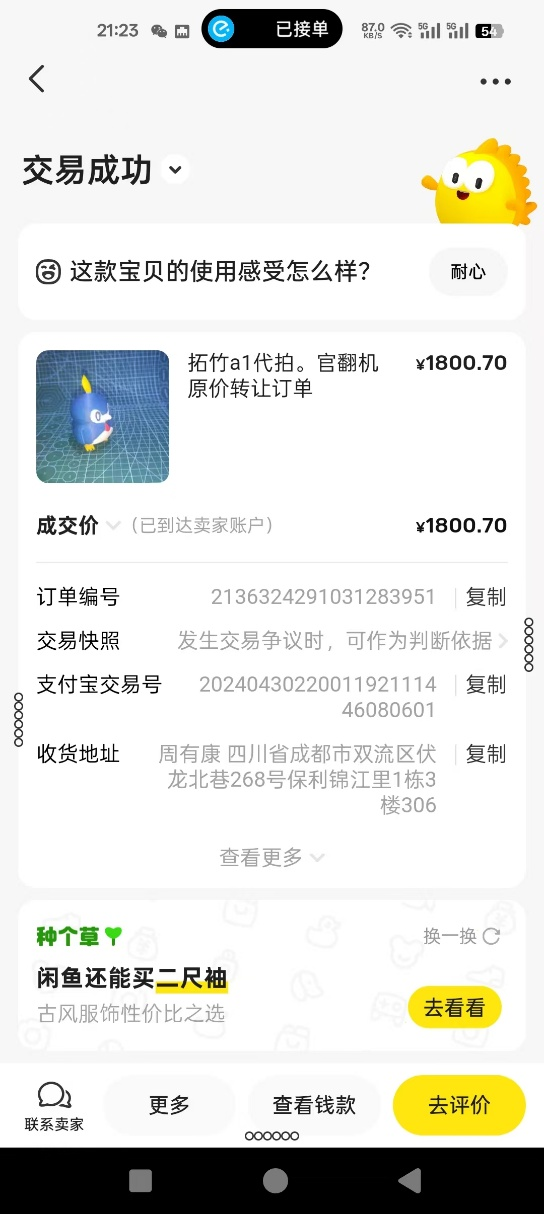 21:23
已接单
87.0
KB/S
5G
5G
54
交易成功
这款宝贝的使用感受怎么样？
耐心
拓竹a1代拍。官翻机
原价转让订单
¥1800.70
成交价
（已到达卖家账户）
¥1800.70
订单编号
2136324291031283951
复制
交易快照
发生交易争议时，可作为判断依据
支付宝交易号
20240430220011921114
46080601
复制
收货地址
周有康 四川省成都市双流区伏
龙北巷268号保利锦江里1栋3
楼306
复制
查看更多
种个草
换一换
闲鱼还能买二尺袖
古风服饰性价比之选
去看看
联系卖家
更多
查看钱款
去评价